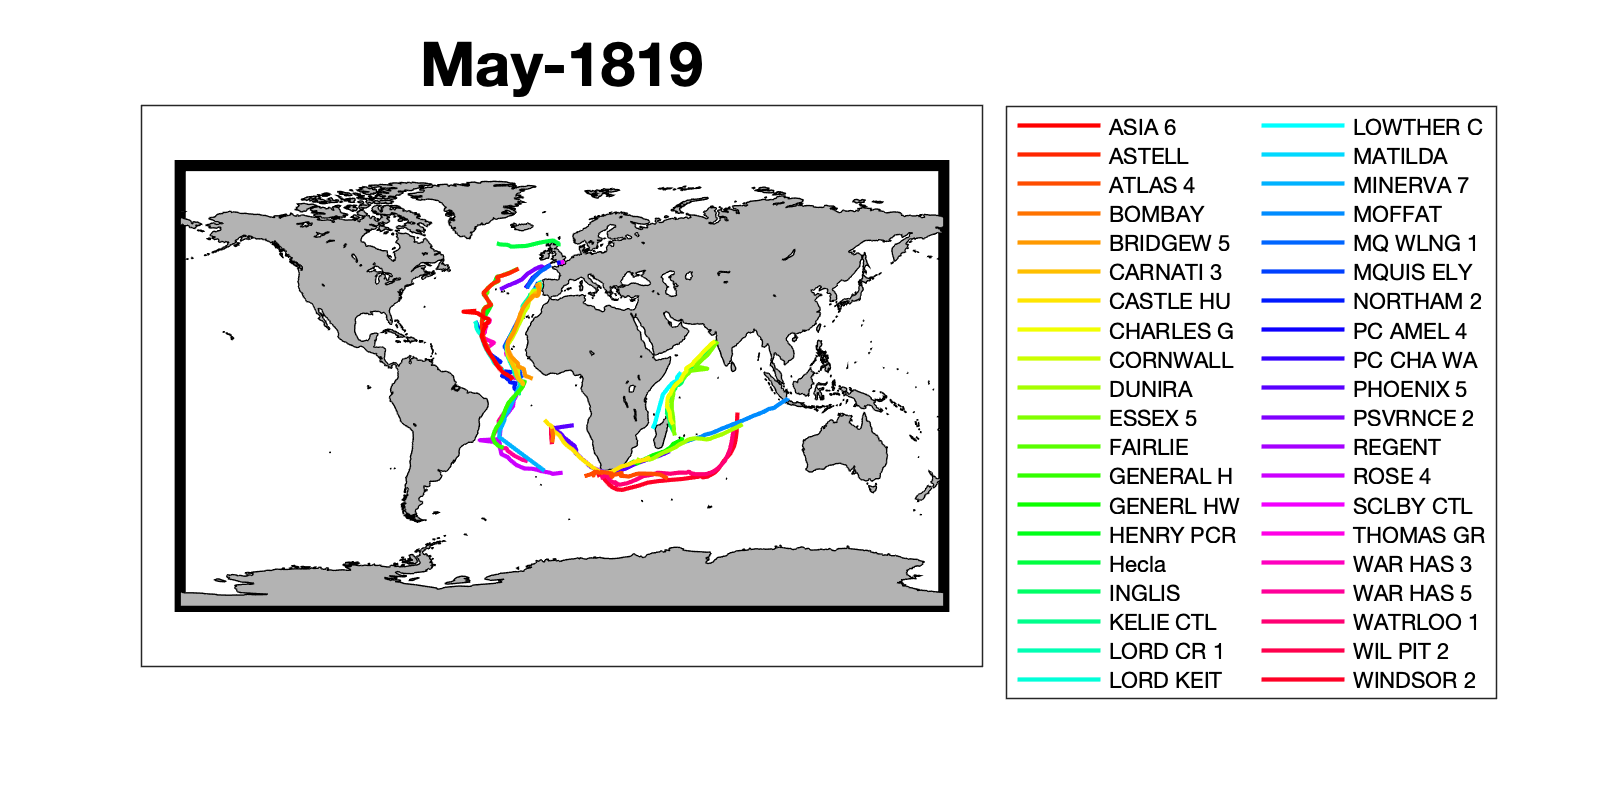 May-1819
ASIA 6
ASTELL
ATLAS 4
BOMBAY
BRIDGEW 5
CARNATI 3
CASTLE HU
CHARLES G
CORNWALL
DUNIRA
ESSEX 5
FAIRLIE
GENERAL H
GENERL HW
HENRY PCR
Hecla
INGLIS
KELIE CTL
LORD CR 1
LORD KEIT
LOWTHER C
MATILDA
MINERVA 7
MOFFAT
MQ WLNG 1
MQUIS ELY
NORTHAM 2
PC AMEL 4
PC CHA WA
PHOENIX 5
PSVRNCE 2
REGENT
ROSE 4
SCLBY CTL
THOMAS GR
WAR HAS 3
WAR HAS 5
WATRLOO 1
WIL PIT 2
WINDSOR 2